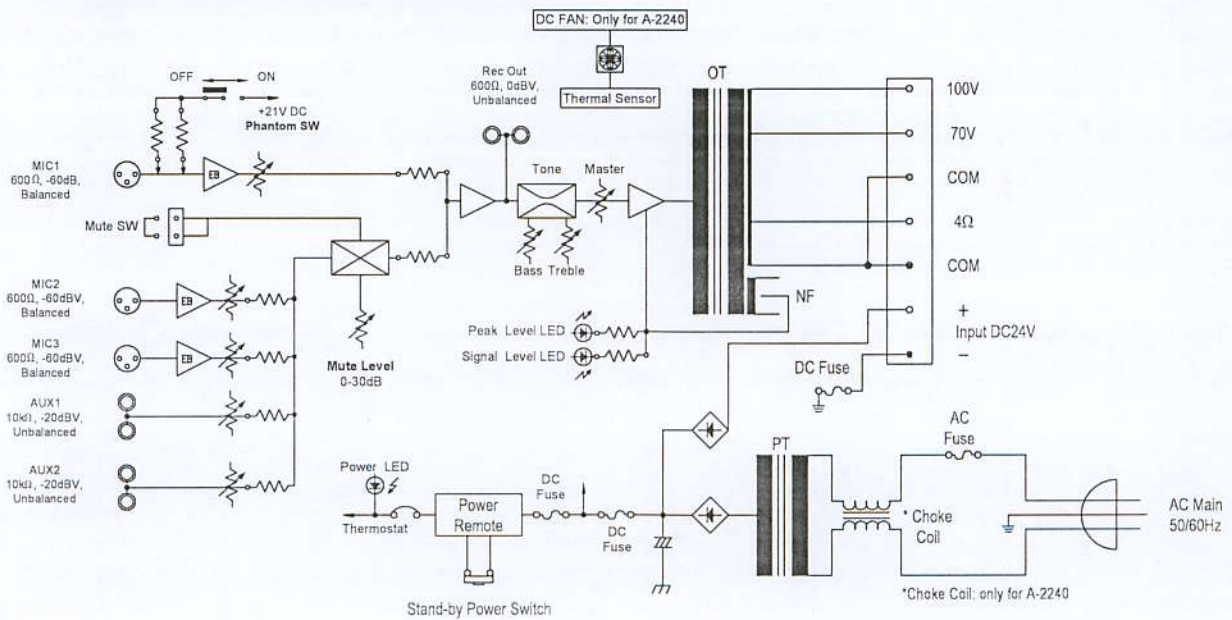 DC FAN: Only for A-2240
Thermal Sensor
OFF
ON
+21V DC
Phantom SW
Rec Out
600Ω, 0dBV,
Unbalanced
OT
100V
70V
COM
4Ω
COM
+
Input DC24V
−
MIC1
600Ω, -60dB,
Balanced
EB
Tone
Master
Mute SW
Bass Treble
MIC2
600Ω, -60dBV,
Balanced
EB
NF
Peak Level LED
Signal Level LED
MIC3
600Ω, -60dBV,
Balanced
EB
Mute Level
0-30dB
DC Fuse
AUX1
10kΩ, -20dBV,
Unbalanced
AUX2
10kΩ, -20dBV,
Unbalanced
Power LED
Thermostat
Power
Remote
DC
Fuse
DC
Fuse
PT
AC
Fuse
* Choke
Coil
AC Main
50/60Hz
*Choke Coil: only for A-2240
Stand-by Power Switch